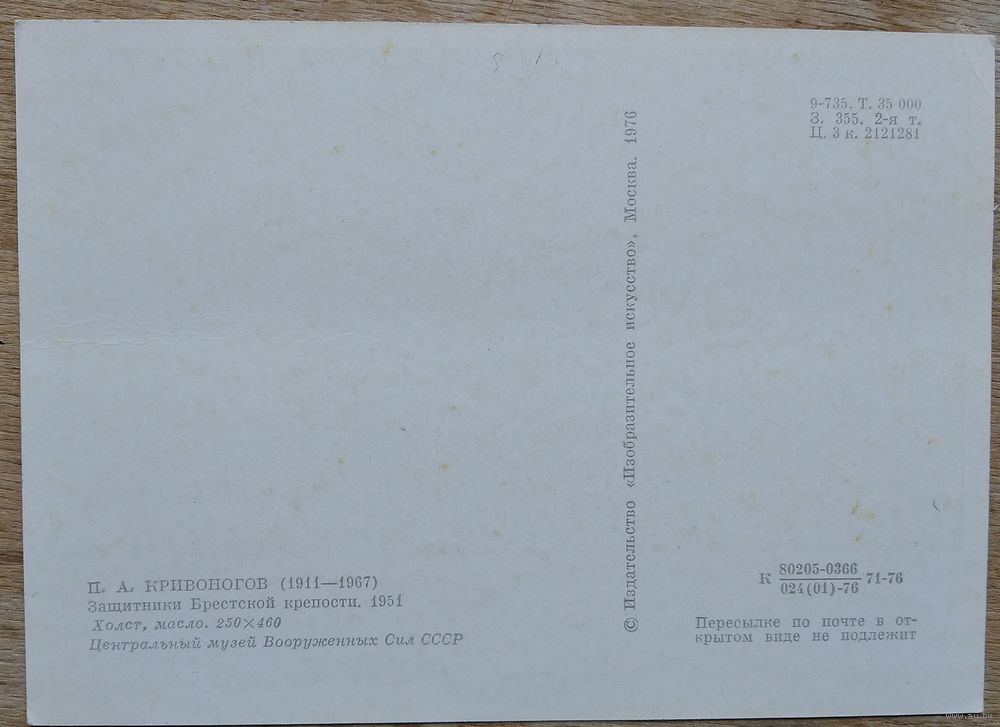 9-735. Т. 35 000
З. 355. 2-я т.
Ц. 3 к. 2121281
© Издательство «Изобразительное искусство». Москва. 1976
П. А. КРИВОНОГОВ (1911—1967)
Защитники Брестской крепости. 1951
Холст, масло. 250×460
Центральный музей Вооруженных Сил СССР
К 80205-0366 71-76
024(01)-76
Пересылке по почте в от-
крытом виде не подлежит